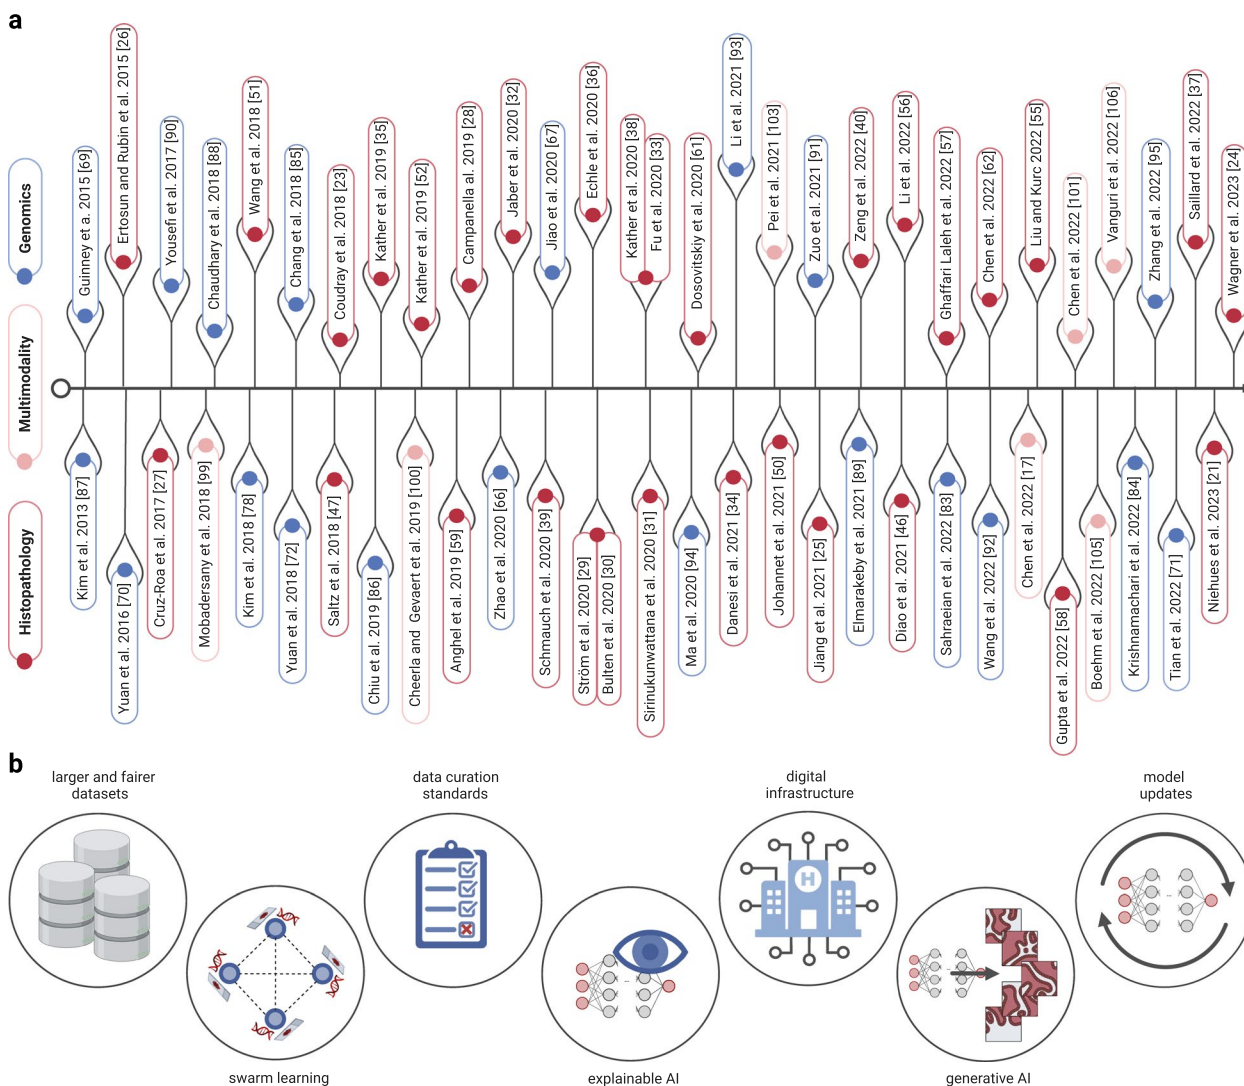 a
Genomics
Multimodality
Histopathology
Guinney et a. 2015 [69]
Ertosun and Rubin et al. 2015 [26]
Yousefi et al. 2017 [90]
Chaudhary et al. 2018 [88]
Wang et al. 2018 [51]
Chang et al. 2018 [85]
Coudray et al. 2018 [23]
Kather et al. 2019 [35]
Kather et al. 2019 [52]
Campanella al. 2019 [28]
Jaber et al. 2020 [32]
Jiao et al. 2020 [67]
Echle et al. 2020 [36]
Kather et al. 2020 [38]
Fu et al. 2020 [33]
Dosovitskiy et al. 2020 [61]
Li et al. 2021 [93]
Pei et al. 2021 [103]
Zuo et al. 2021 [91]
Zeng et al. 2022 [40]
Li et al. 2022 [56]
Ghaffari Laleh et al. 2022 [57]
Chen et al. 2022 [62]
Liu and Kurc 2022 [55]
Chen et al. 2022 [101]
Vanguri et al. 2022 [106]
Zhang et al. 2022 [95]
Saillard et al. 2022 [37]
Wagner et al. 2023 [24]
Kim et al. 2013 [87]
Yuan et al. 2016 [70]
Cruz-Roa et al. 2017 [27]
Mobadersany et al. 2018 [99]
Kim et al. 2018 [78]
Yuan et al. 2018 [72]
Saltz et al. 2018 [47]
Chiu et al. 2019 [86]
Cheerla and Gevaert et al. 2019 [100]
Anghel et al. 2019 [59]
Zhao et al. 2020 [66]
Schmauch et al. 2020 [39]
Ström et al. 2020 [29]
Bulten et al. 2020 [30]
Sirinukunwattana et al. 2020 [31]
Ma et al. 2020 [94]
Danesi et al. 2021 [34]
Johannet et al. 2021 [50]
Jiang et al. 2021 [25]
Elmarakeby et al. 2021 [89]
Diao et al. 2021 [46]
Sahraeian et al. 2022 [83]
Wang et al. 2022 [92]
Chen et al. 2022 [17]
Gupta et al. 2022 [58]
Boehm et al. 2022 [105]
Krishnamachari et al. 2022 [84]
Tian et al. 2022 [71]
Niehues et al. 2023 [21]
b
larger and fairer
datasets
data curation
standards
digital
infrastructure
model
updates
H
swarm learning
explainable AI
generative AI